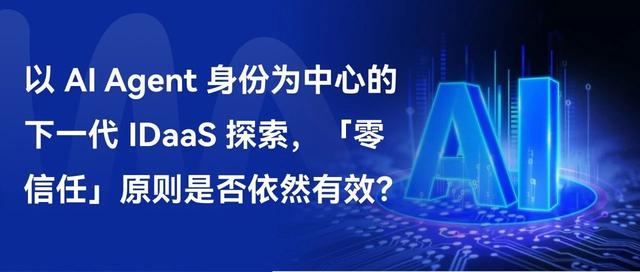 以 AI Agent 身份为中心的
下一代 IDaaS 探索，「零
信任」原则是否依然有效？
AI